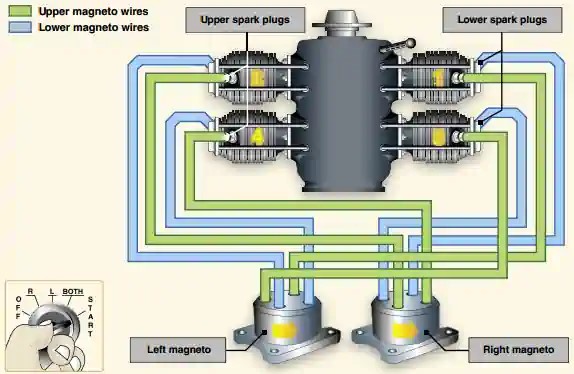 Upper magneto wires
Lower magneto wires
Upper spark plugs
Lower spark plugs
4
OFF
R
L
BOTH
START
Left magneto
Right magneto